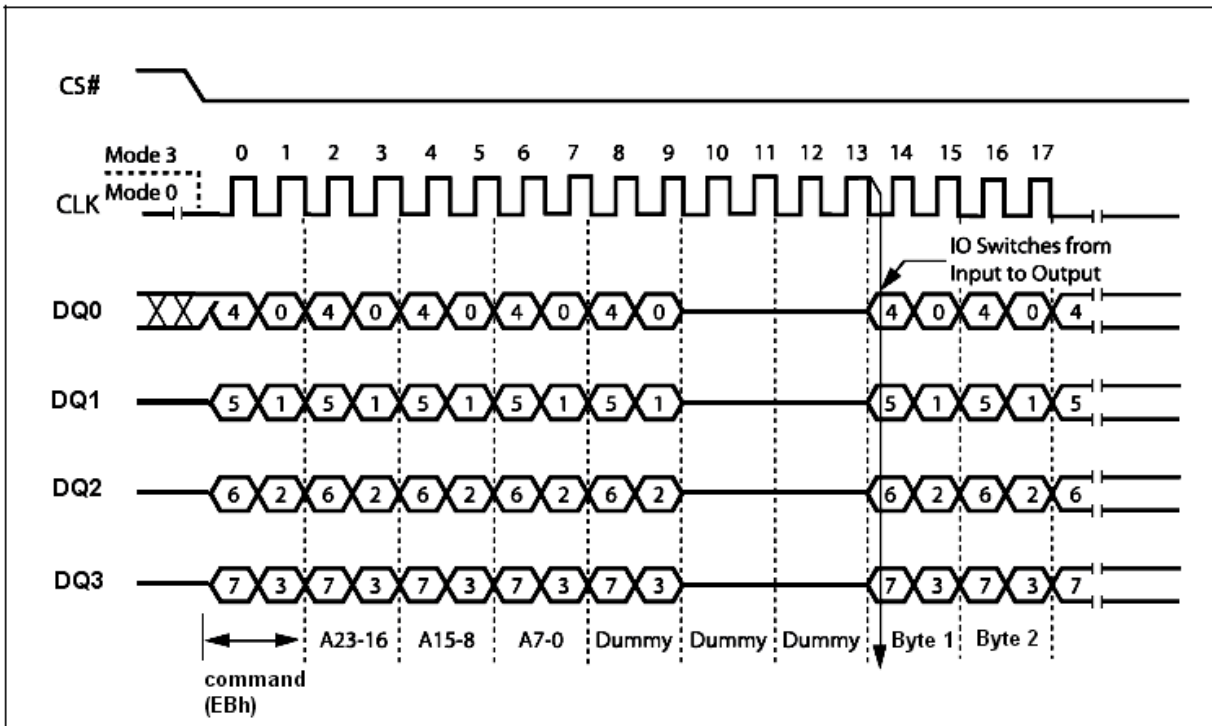 CS#
Mode 3
0 1 2 3 4 5 6 7 8 9 10 11 12 13 14 15 16 17
Mode 0
CLK
IO Switches from
Input to Output
DQ0 4 0 4 0 4 0 4 0 4 0 4 0 4 0 4
DQ1 5 1 5 1 5 1 5 1 5 1 5 1 5 1 5
DQ2 6 2 6 2 6 2 6 2 6 2 6 2 6 2 6
DQ3 7 3 7 3 7 3 7 3 7 3 7 3 7 3 7
A23-16 A15-8 A7-0 Dummy Dummy Dummy Byte 1 Byte 2
command
(EBh)